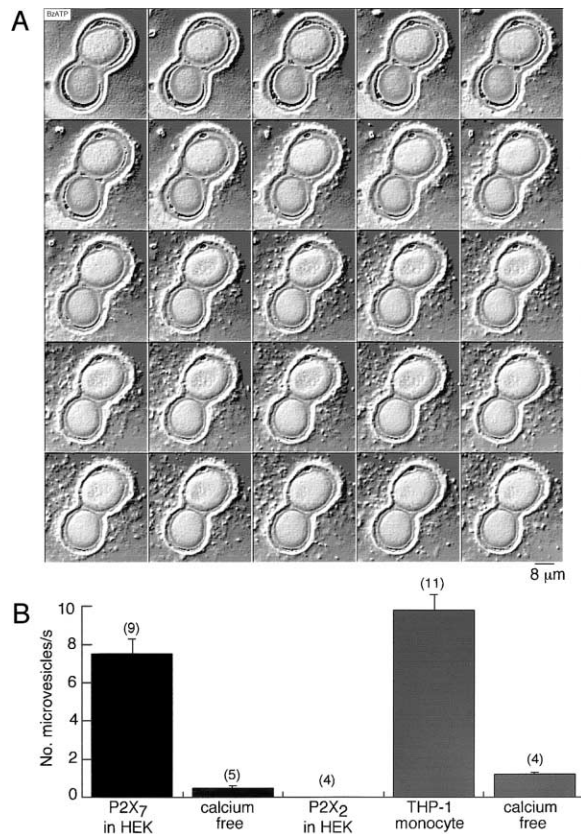 A
BzATP
8 μm
B
No. microvesicles/s
10
8
6
4
2
0
(9)
(5)
(4)
(11)
(4)
P2X7 in HEK
calcium free
P2X2 in HEK
THP-1 monocyte
calcium free